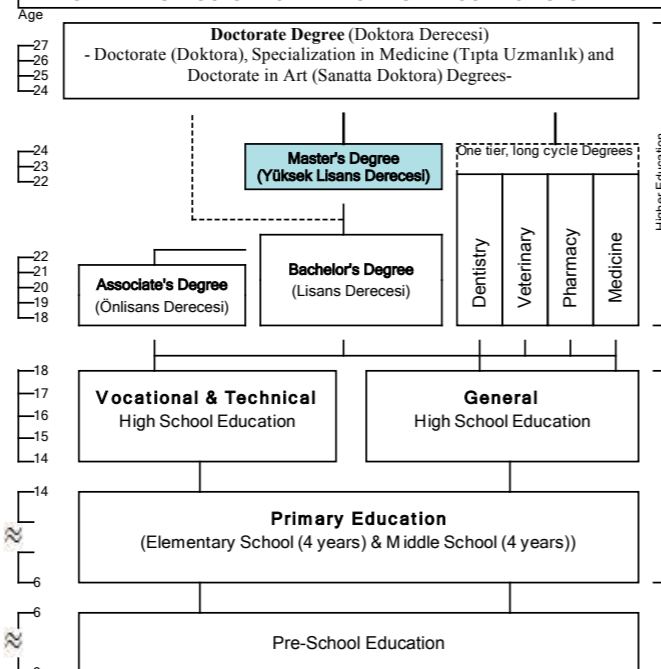 Age
Doctorate Degree (Doktora Derecesi)
- Doctorate (Doktora), Specialization in Medicine (Tıpta Uzmanlık) and
Doctorate in Art (Sanatta Doktora) Degrees-
27
26
25
24
24
23
22
Master's Degree
(Yüksek Lisans Derecesi)
One tier, long cycle Degrees
Higher Education
22
21
20
19
18
Associate's Degree
(Önlisans Derecesi)
Bachelor's Degree
(Lisans Derecesi)
Dentistry
Veterinary
Pharmacy
Medicine
18
17
16
15
14
Vocational & Technical
High School Education
General
High School Education
14
≈
6
Primary Education
(Elementary School (4 years) & Middle School (4 years))
6
≈
Pre-School Education